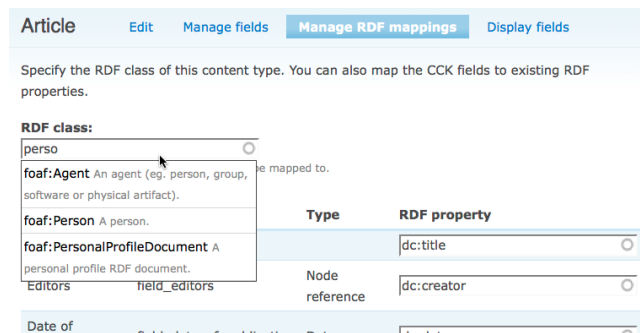 Article Edit Manage fields Manage RDF mappings Display fields
Specify the RDF class of this content type. You can also map the CCK fields to existing RDF
properties.
RDF class:
perso
foaf:Agent An agent (eg. person, group,
software or physical artifact).
foaf:Person A person.
foaf:PersonalProfileDocument A
personal profile RDF document.
be mapped to.
Type RDF property
dc:title
Editors field_editors Node
reference dc:creator
Date of